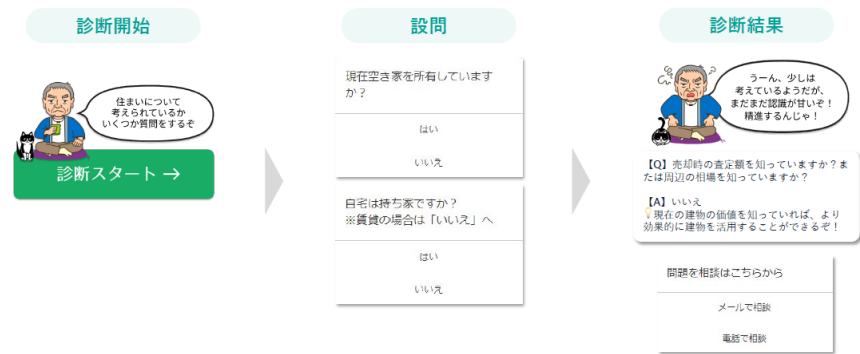 診断開始
設問
診断結果
住まいについて
考えられているか
いくつか質問をするぞ
診断スタート →
現在空き家を所有しています
か？
はい
いいえ
自宅は持ち家ですか？
※賃貸の場合は「いいえ」へ
はい
いいえ
うーん、少しは
考えているようだが、
まだまだ認識が甘いぞ！
精進するんじゃ！
【Q】売却時の査定額を知っていますか？ま
たは周辺の相場を知っていますか？
【A】いいえ
💡現在の建物の価値を知っていれば、より
効果的に建物を活用することができるぞ！
問題を相談はこちらから
メールで相談
電話で相談